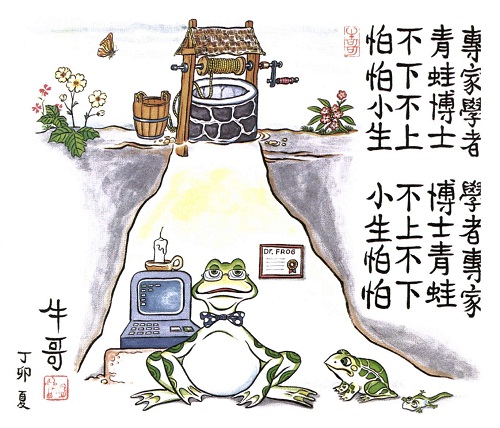 專家學者
青蛙博士
不下不上
怕怕小生
學者專家
博士青蛙
不上不下
小生怕怕
DR. FROG
牛哥
丁卯夏